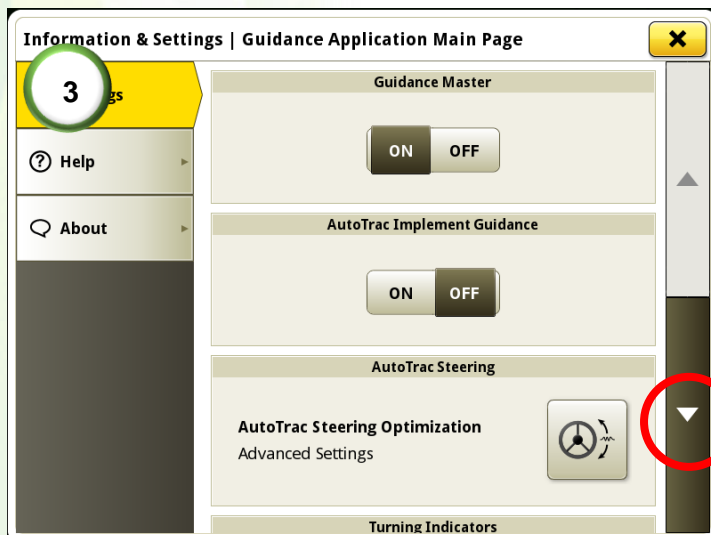 Information & Settings | Guidance Application Main Page
3
gs
Help
About
Guidance Master
ON OFF
AutoTrac Implement Guidance
ON OFF
AutoTrac Steering
AutoTrac Steering Optimization
Advanced Settings
Turning Indicators